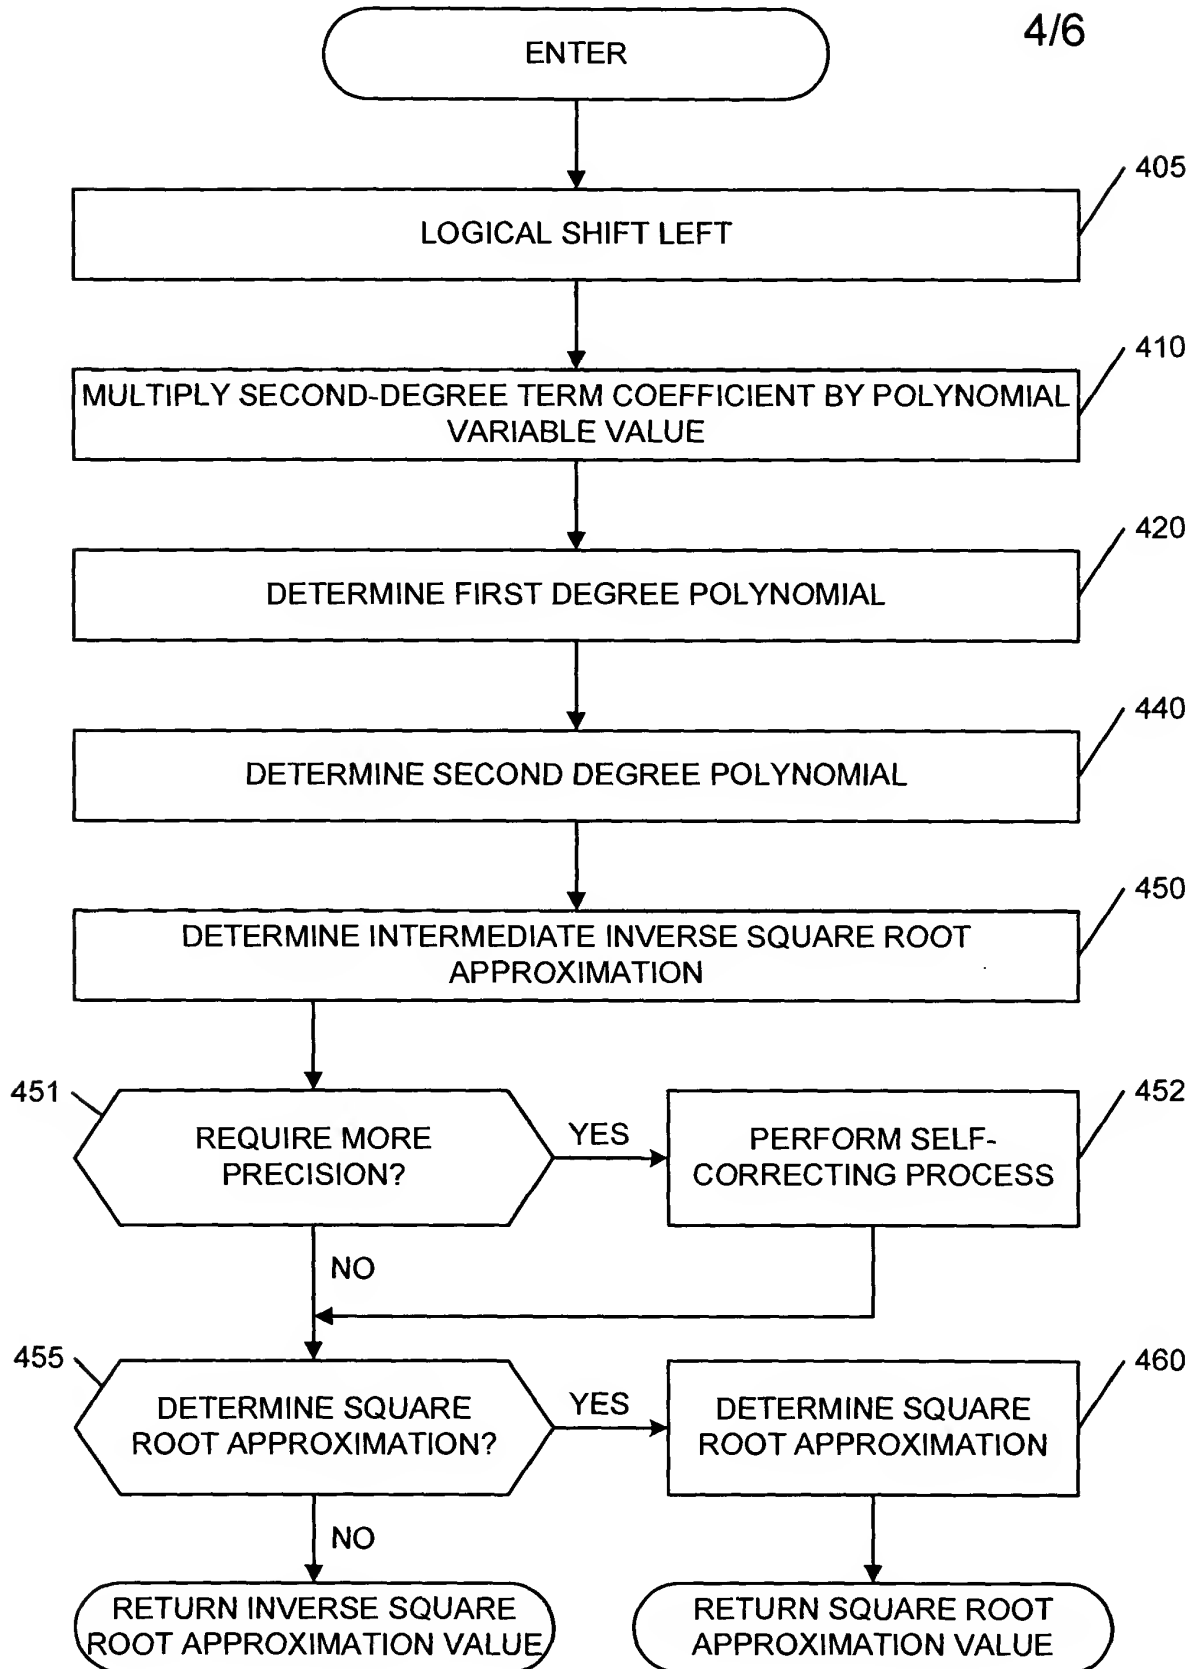 4/6
ENTER
405
LOGICAL SHIFT LEFT
410
MULTIPLY SECOND-DEGREE TERM COEFFICIENT BY POLYNOMIAL
VARIABLE VALUE
420
DETERMINE FIRST DEGREE POLYNOMIAL
440
DETERMINE SECOND DEGREE POLYNOMIAL
450
DETERMINE INTERMEDIATE INVERSE SQUARE ROOT
APPROXIMATION
451
REQUIRE MORE
PRECISION?
YES
452
PERFORM SELF-
CORRECTING PROCESS
NO
455
DETERMINE SQUARE
ROOT APPROXIMATION?
YES
460
DETERMINE SQUARE
ROOT APPROXIMATION
NO
RETURN INVERSE SQUARE
ROOT APPROXIMATION VALUE
RETURN SQUARE ROOT
APPROXIMATION VALUE